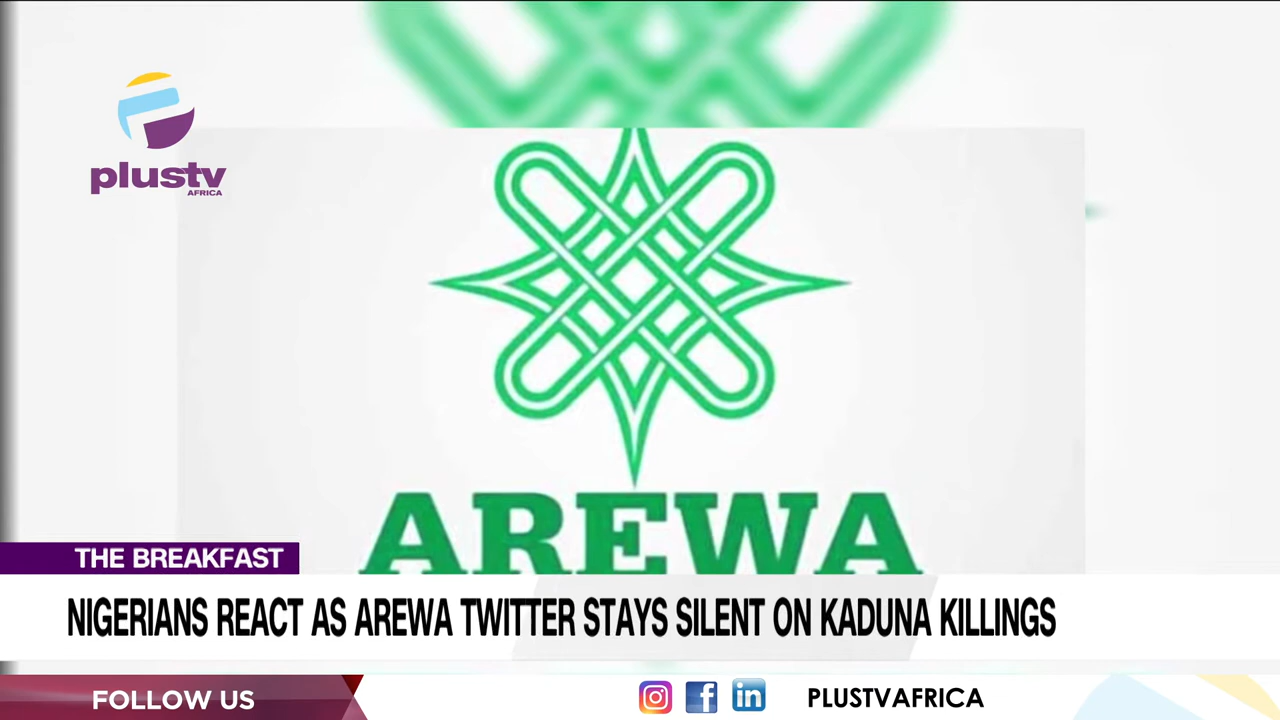 plustv
AFRICA
AREWA
THE BREAKFAST
NIGERIANS REACT AS AREWA TWITTER STAYS SILENT ON KADUNA KILLINGS
FOLLOW US
PLUSTVAFRICA